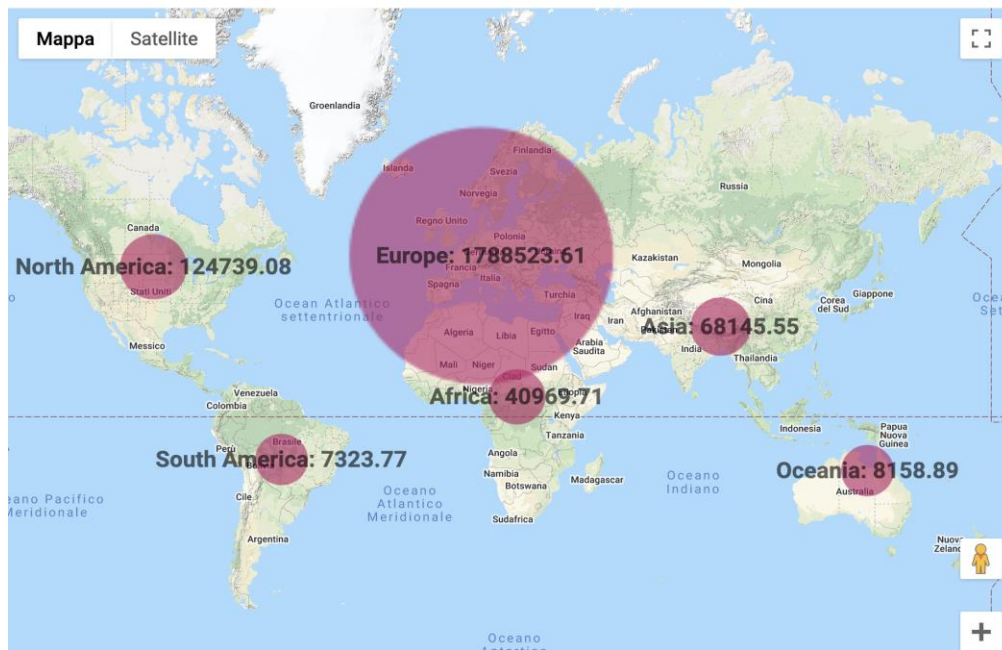 Mappa Satellite
Groenlandia
Finlandia
Islanda
Svezia
Norvegia
Russia
Regno Unito
Canada
Polonia
Europe: 1788523.61
Kazakistan
Mongolia
North America: 124739.08
Francia
Italia
Spagna
Turchia
Stati Uniti
Giappone
Ocean Atlantico
settentrionale
Cina
Corea
del Sud
Iraq
Iran
Afghanistan
Asia: 68145.55
Algeria
Libia
Egitto
Messico
Arabia
Saudita
India
Thailandia
Mali
Niger
Ciad
Sudan
Nigeria
Africa: 40969.71
Etiopia
Venezuela
Colombia
Kenya
Indonesia
Papua
Nuova
Guinea
Tanzania
Brasile
Perù
South America: 7323.77
Angola
Oceania: 8158.89
Namibia
Botswana
Madagascar
Oceano
Indiano
Australia
Oceano
Atlantico
Meridionale
Cile
eano Pacifico
Meridionale
Sudafrica
Argentina
Nuov
Zelan
Oceano